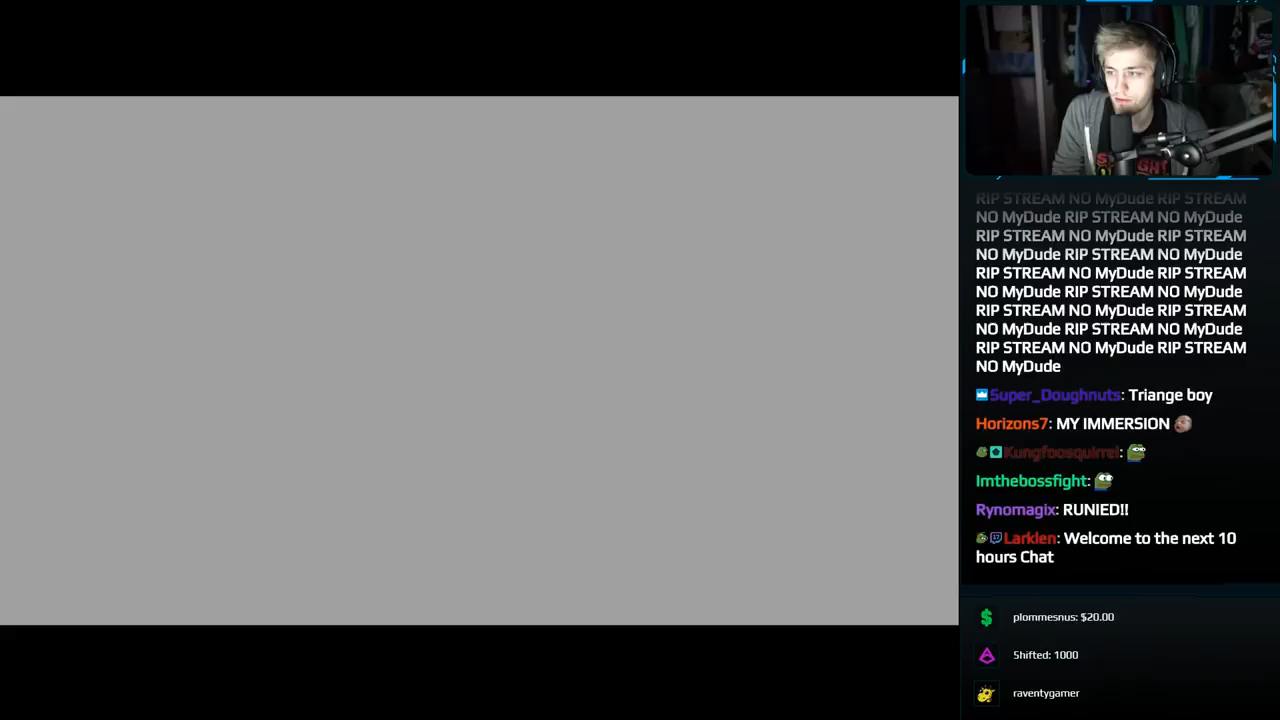 RIP STREAM NO MyDude RIP STREAM
NO MyDude RIP STREAM NO MyDude
RIP STREAM NO MyDude RIP STREAM
NO MyDude RIP STREAM NO MyDude
RIP STREAM NO MyDude RIP STREAM
NO MyDude RIP STREAM NO MyDude
RIP STREAM NO MyDude RIP STREAM
NO MyDude RIP STREAM NO MyDude
RIP STREAM NO MyDude RIP STREAM
NO MyDude
Super_Doughnuts: Triange boy
Horizons7: MY IMMERSION
Kungfoosquirrel:
Imthebossfight:
Rynomagix: RUNIED!!
Larklen: Welcome to the next 10
hours Chat
plommesnus: $20.00
Shifted: 1000
raventygamer